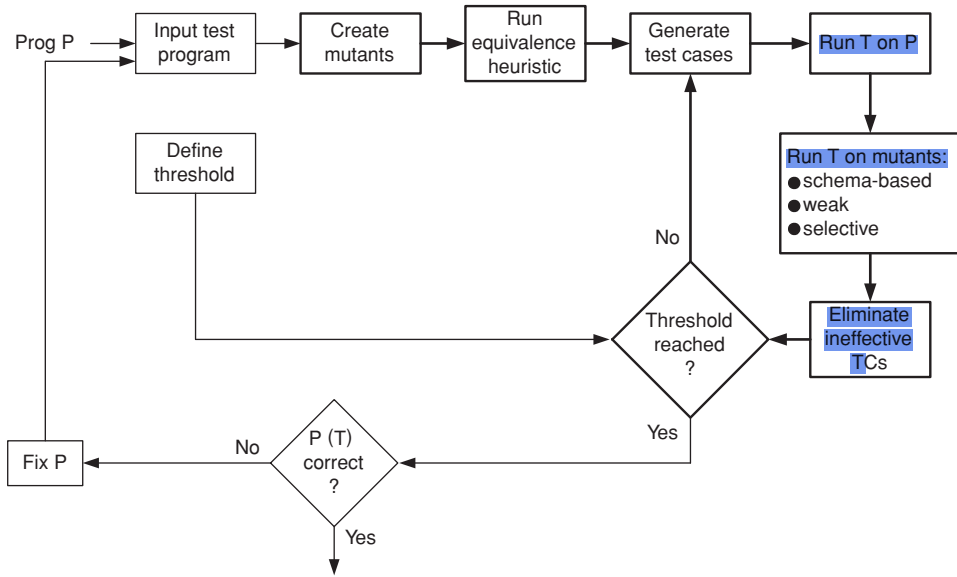 Prog P
Input test
program
Create
mutants
Run
equivalence
heuristic
Generate
test cases
Run T on P
Define
threshold
Run T on mutants:
●schema-based
●weak
●selective
No
Threshold
reached
?
Eliminate
ineffective
TCs
Yes
Fix P
No
P (T)
correct
?
Yes